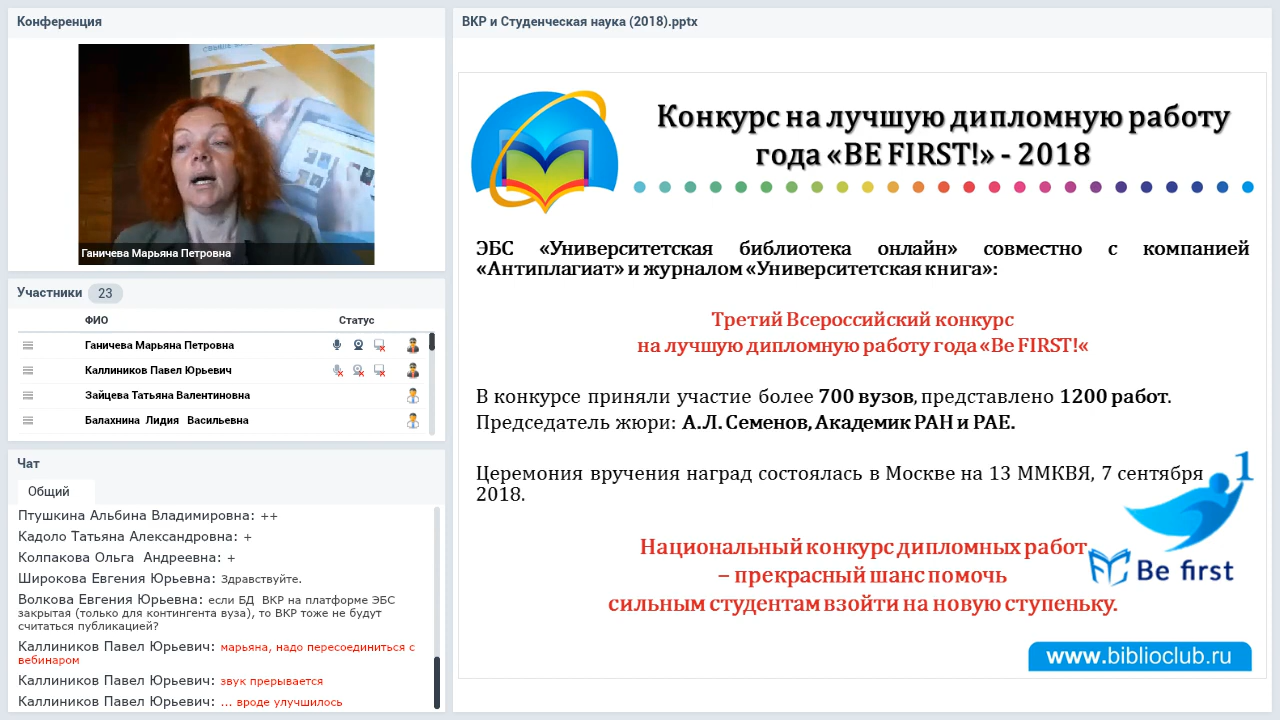 Конференция
СВЫШЕ
Ганичева Марьяна Петровна
Участники 23
ФИО Статус
Ганичева Марьяна Петровна
Каллиников Павел Юрьевич
Зайцева Татьяна Валентиновна
Балахнина Лидия Васильевна
Чат
Общий
Птушкина Альбина Владимировна: ++
Кадоло Татьяна Александровна: +
Колпакова Ольга Андреевна: +
Широкова Евгения Юрьевна: Здравствуйте.
Волкова Евгения Юрьевна: если БД ВКР на платформе ЭБС
закрытая (только для контингента вуза), то ВКР тоже не будут
считаться публикацией?
Каллиников Павел Юрьевич: марьяна, надо пересоединиться с
вебинаром
Каллиников Павел Юрьевич: звук прерывается
Каллиников Павел Юрьевич: ... вроде улучшилось
ВКР и Студенческая наука (2018).pptx
Конкурс на лучшую дипломную работу
года «BE FIRST!» - 2018
ЭБС «Университетская библиотека онлайн» совместно с компанией
«Антиплагиат» и журналом «Университетская книга»:
Третий Всероссийский конкурс
на лучшую дипломную работу года «Be FIRST!«
В конкурсе приняли участие более 700 вузов, представлено 1200 работ.
Председатель жюри: А.Л. Семенов, Академик РАН и РАЕ.
Церемония вручения наград состоялась в Москве на 13 ММКВЯ, 7 сентября
2018.
1
Национальный конкурс дипломных работ
– прекрасный шанс помочь
сильным студентам взойти на новую ступеньку.
Be first
www.biblioclub.ru